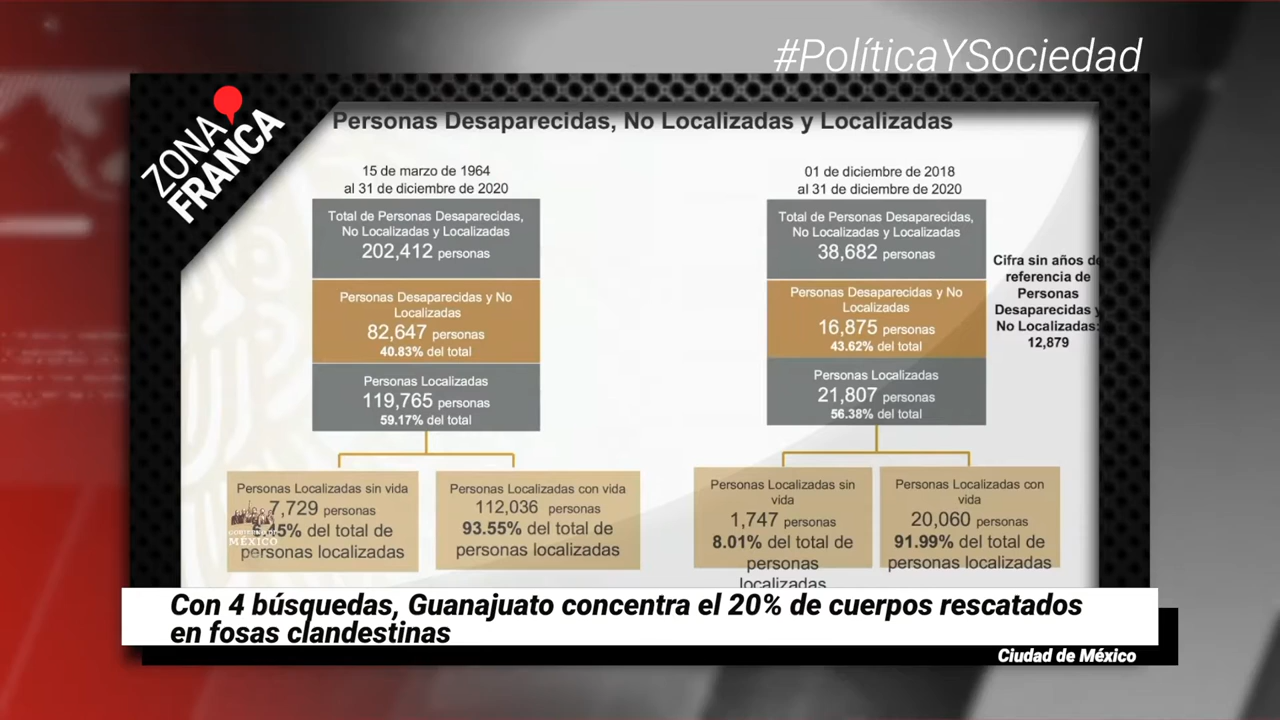 #PolíticaYSociedad
ZONA
FRANCA
Personas Desaparecidas, No Localizadas y Localizadas
15 de marzo de 1964
al 31 de diciembre de 2020
Total de Personas Desaparecidas,
No Localizadas y Localizadas
202,412 personas
Personas Desaparecidas y No
Localizadas
82,647 personas
40.83% del total
Personas Localizadas
119,765 personas
59.17% del total
Personas Localizadas sin vida
7,729 personas
6.45% del total de
personas localizadas
GOBIERNO DE
MÉXICO
Personas Localizadas con vida
112,036 personas
93.55% del total de
personas localizadas
01 de diciembre de 2018
al 31 de diciembre de 2020
Total de Personas Desaparecidas,
No Localizadas y Localizadas
38,682 personas
Personas Desaparecidas y No
Localizadas
16,875 personas
43.62% del total
Personas Localizadas
21,807 personas
56.38% del total
Cifra sin años de
referencia de
Personas
Desaparecidas y
No Localizadas:
12,879
Personas Localizadas sin
vida
1,747 personas
8.01% del total de
personas
localizadas
Personas Localizadas con
vida
20,060 personas
91.99% del total de
personas localizadas
Con 4 búsquedas, Guanajuato concentra el 20% de cuerpos rescatados
en fosas clandestinas
Ciudad de México